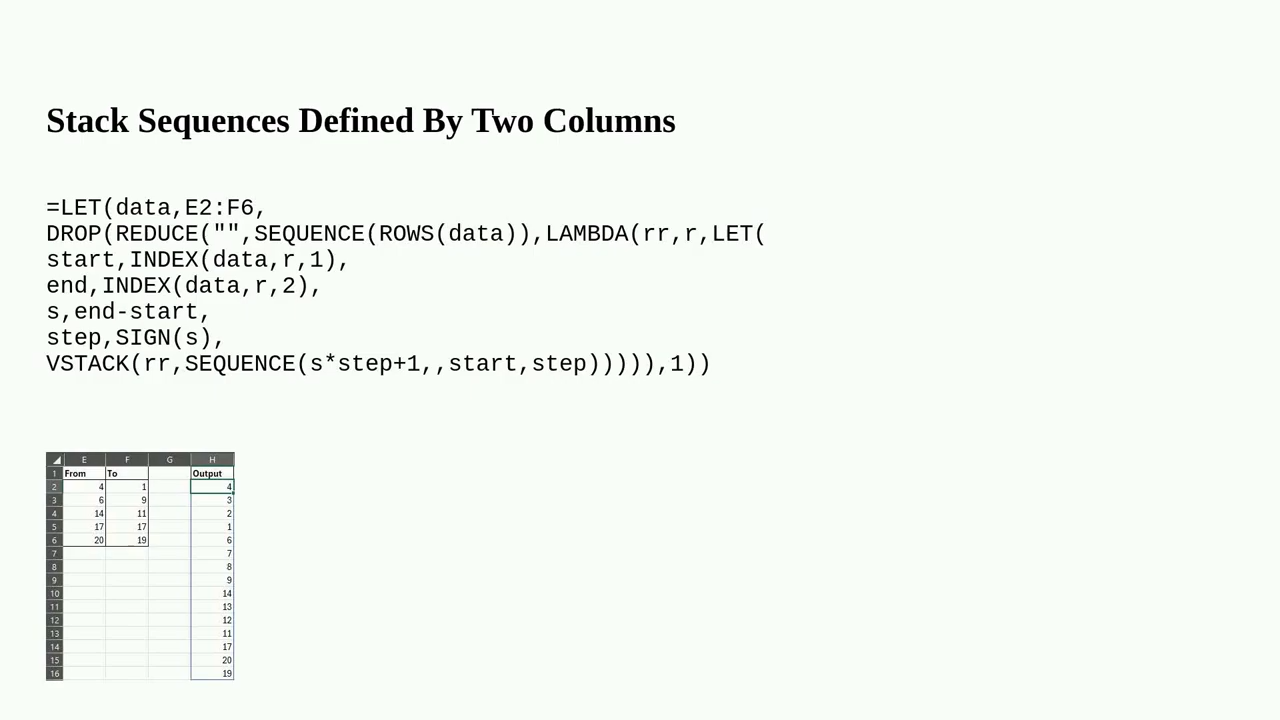 Stack Sequences Defined By Two Columns
=LET(data,E2:F6,
DROP(REDUCE("",SEQUENCE(ROWS(data)),LAMBDA(rr,r,LET(
start,INDEX(data,r,1),
end,INDEX(data,r,2),
s,end-start,
step,SIGN(s),
VSTACK(rr,SEQUENCE(s*step+1,,start,step))))),1))
E F G H
1 From To Output
2 4 1 4
3 6 9 3
4 14 11 2
5 17 17 1
6 20 19 6
7 7
8 8
9 9
10 14
11 13
12 12
13 11
14 17
15 20
16 19